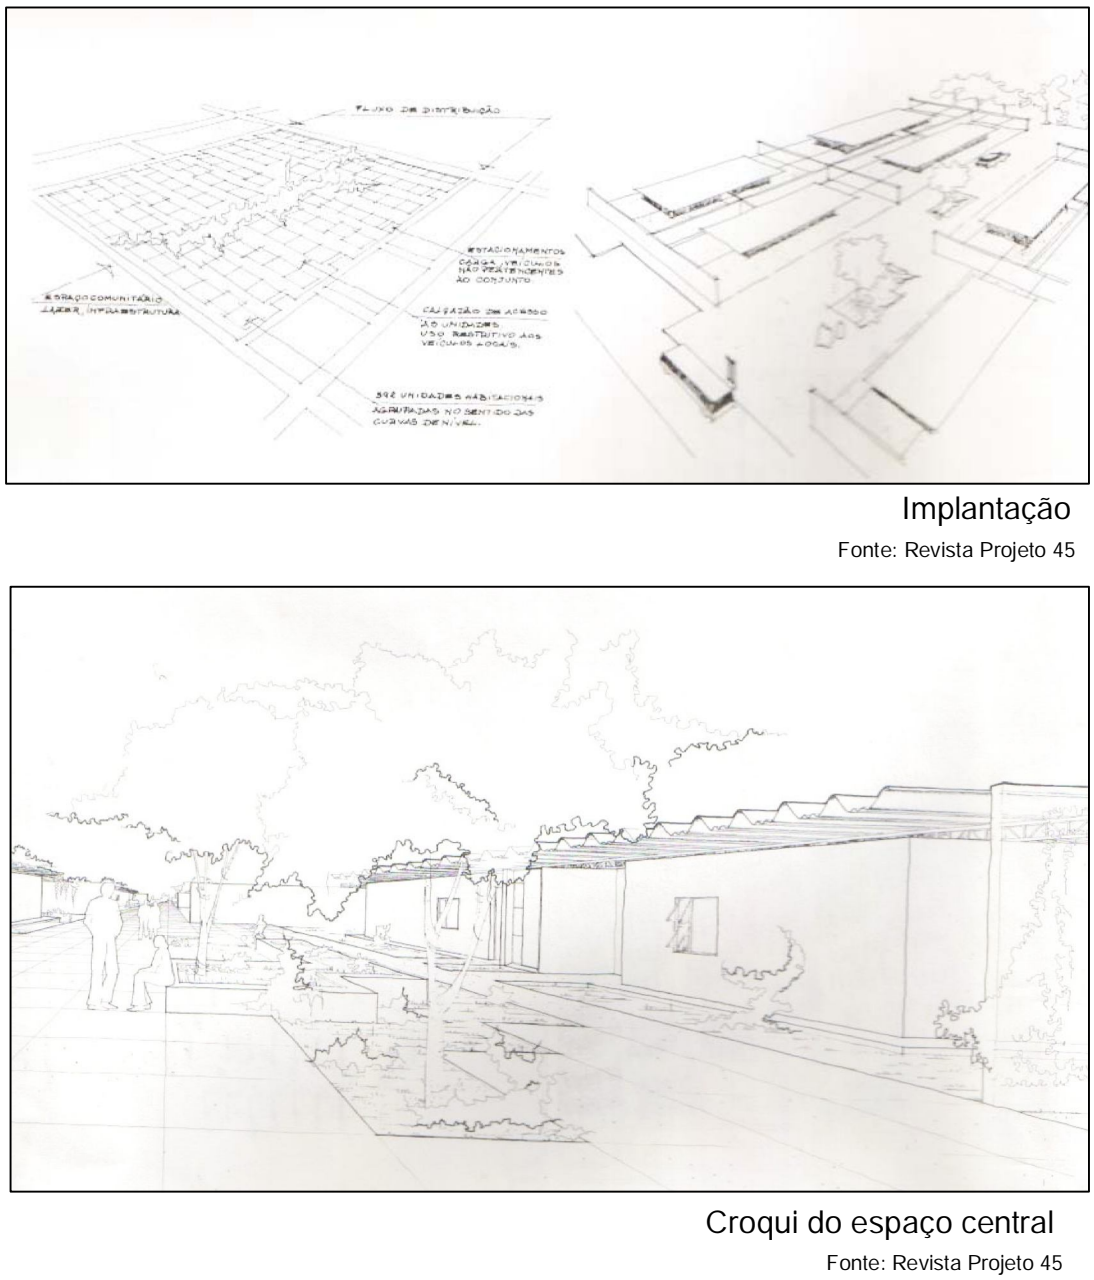 FLUXO DE DISTRIBUIÇÃO
ESTACIONAMENTOS
CARGA, VEÍCULOS
NÃO PERTENCENTES
AO CONJUNTO.
ESPAÇO COMUNITÁRIO
LAZER, INFRAESTRUTURA
CALÇADÃO DE ACESSO
ÀS UNIDADES
USO RESTRITIVO AOS
VEÍCULOS LOCAIS.
592 UNIDADES HABITACIONAIS
AGRUPADAS NO SENTIDO DAS
CURVAS DE NÍVEL.
Implantação
Fonte: Revista Projeto 45
Croqui do espaço central
Fonte: Revista Projeto 45